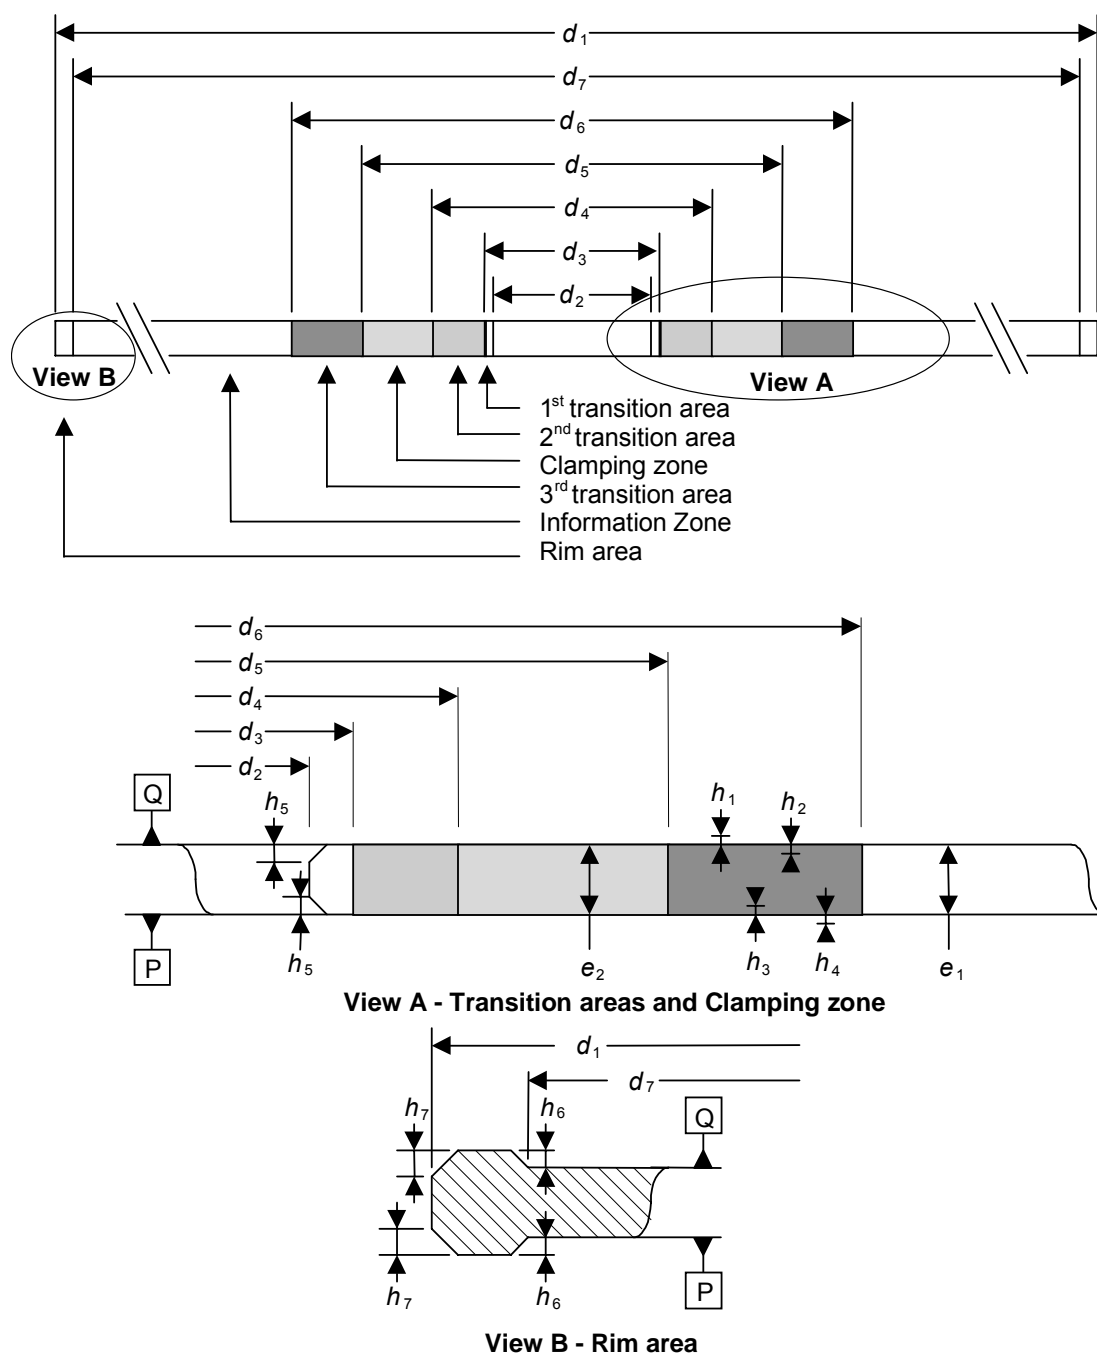 d1
d7
d6
d5
d4
d3
d2
View B
View A
1st transition area
2nd transition area
Clamping zone
3rd transition area
Information Zone
Rim area
d6
d5
d4
d3
d2
Q
h5
h1
h2
P
h5
e2
h3
h4
e1
View A - Transition areas and Clamping zone
d1
d7
h7
h6
Q
h7
h6
P
View B - Rim area